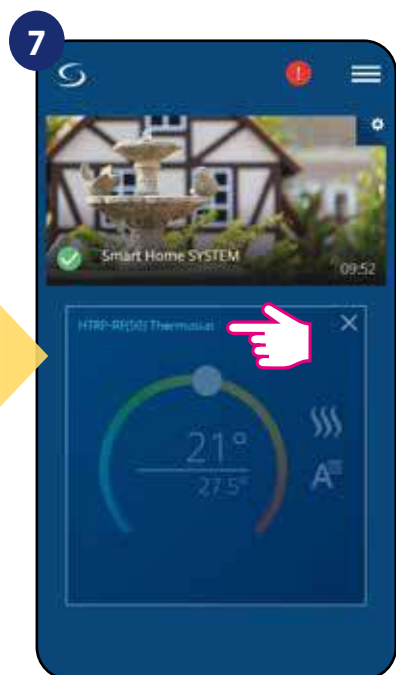 7
Smart Home SYSTEM
09:52
HTRP-RF(50) Thermostat
21°
27.5°
A